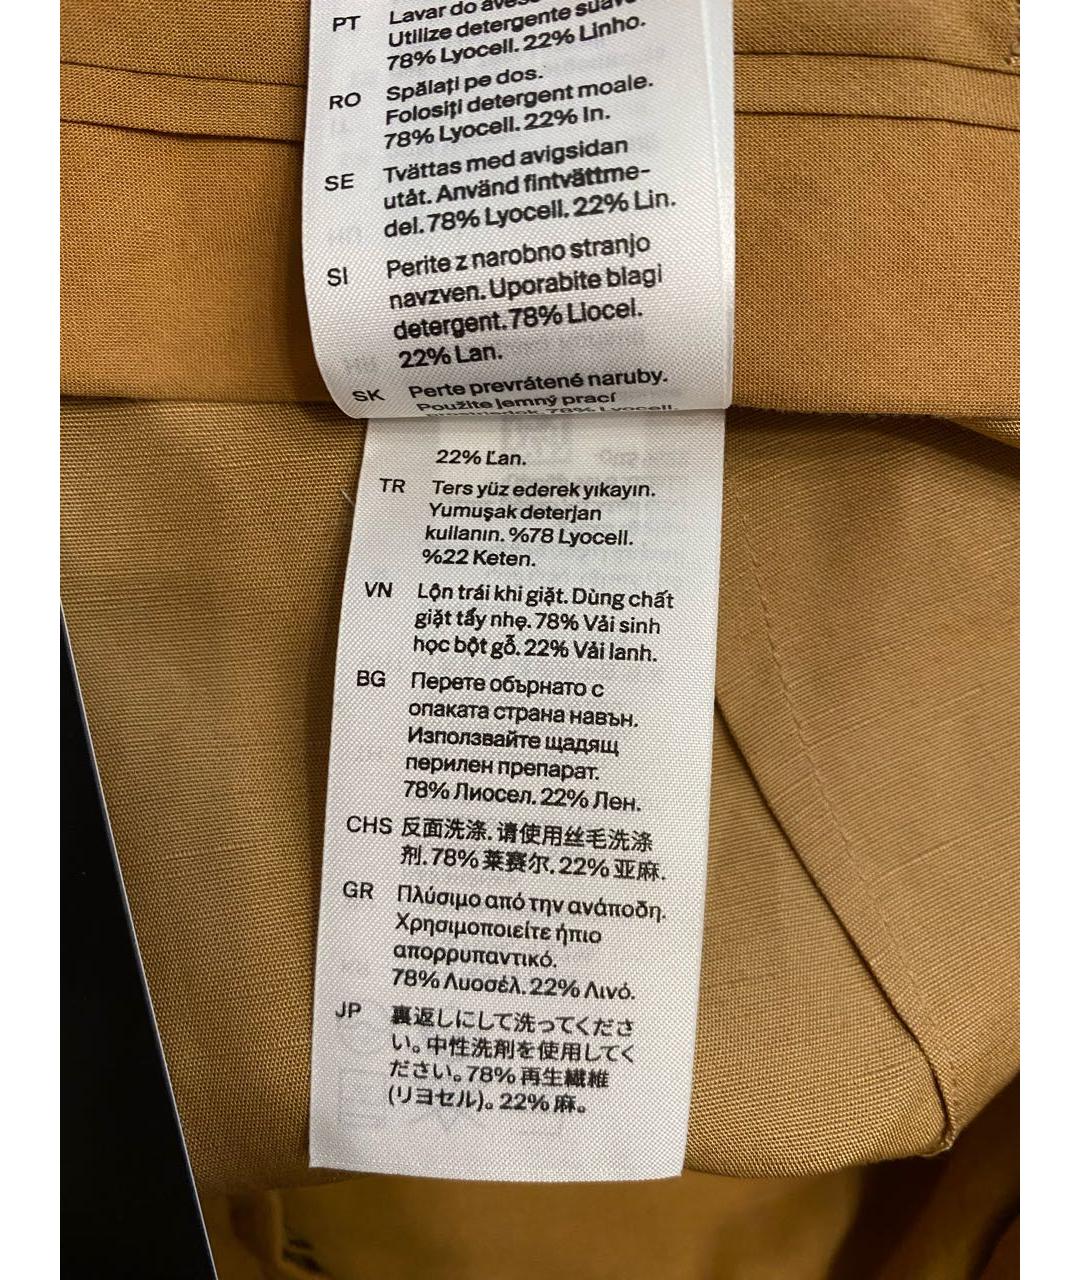 PT Lavar do
Utilize detergente suave
78% Lyocell. 22% Linho.
RO Spălați pe dos.
Folosiți detergent moale.
78% Lyocell. 22% In.
SE Tvättas med avigsidan
utåt. Använd fintvättme-
del. 78% Lyocell. 22% Lin.
SI Perite z narobno stranjo
navzven. Uporabite blagi
detergent. 78% Liocel.
22% Lan.
SK Perte prevrátené naruby.
Použite jemný prací
78% Lyocell.
22% Ľan.
TR Ters yüz ederek yıkayın.
Yumuşak deterjan
kullanın. %78 Lyocell.
%22 Keten.
VN Lộn trái khi giặt. Dùng chất
giặt tẩy nhẹ. 78% Vải sinh
học bột gỗ. 22% Vải lanh.
BG Перете обърнато с
опаката страна навън.
Използвайте щадящ
перилен препарат.
78% Лиосел. 22% Лен.
CHS 反面洗涤. 请使用丝毛洗涤
剂. 78% 莱赛尔. 22% 亚麻.
GR Πλύσιμο από την ανάποδη.
Χρησιμοποιείτε ήπιο
απορρυπαντικό.
78% Λυοσέλ. 22% Λινό.
JP 裏返しにして洗ってくださ
い。中性洗剤を使用してく
ださい。78% 再生繊維
(リヨセル)。22% 麻。